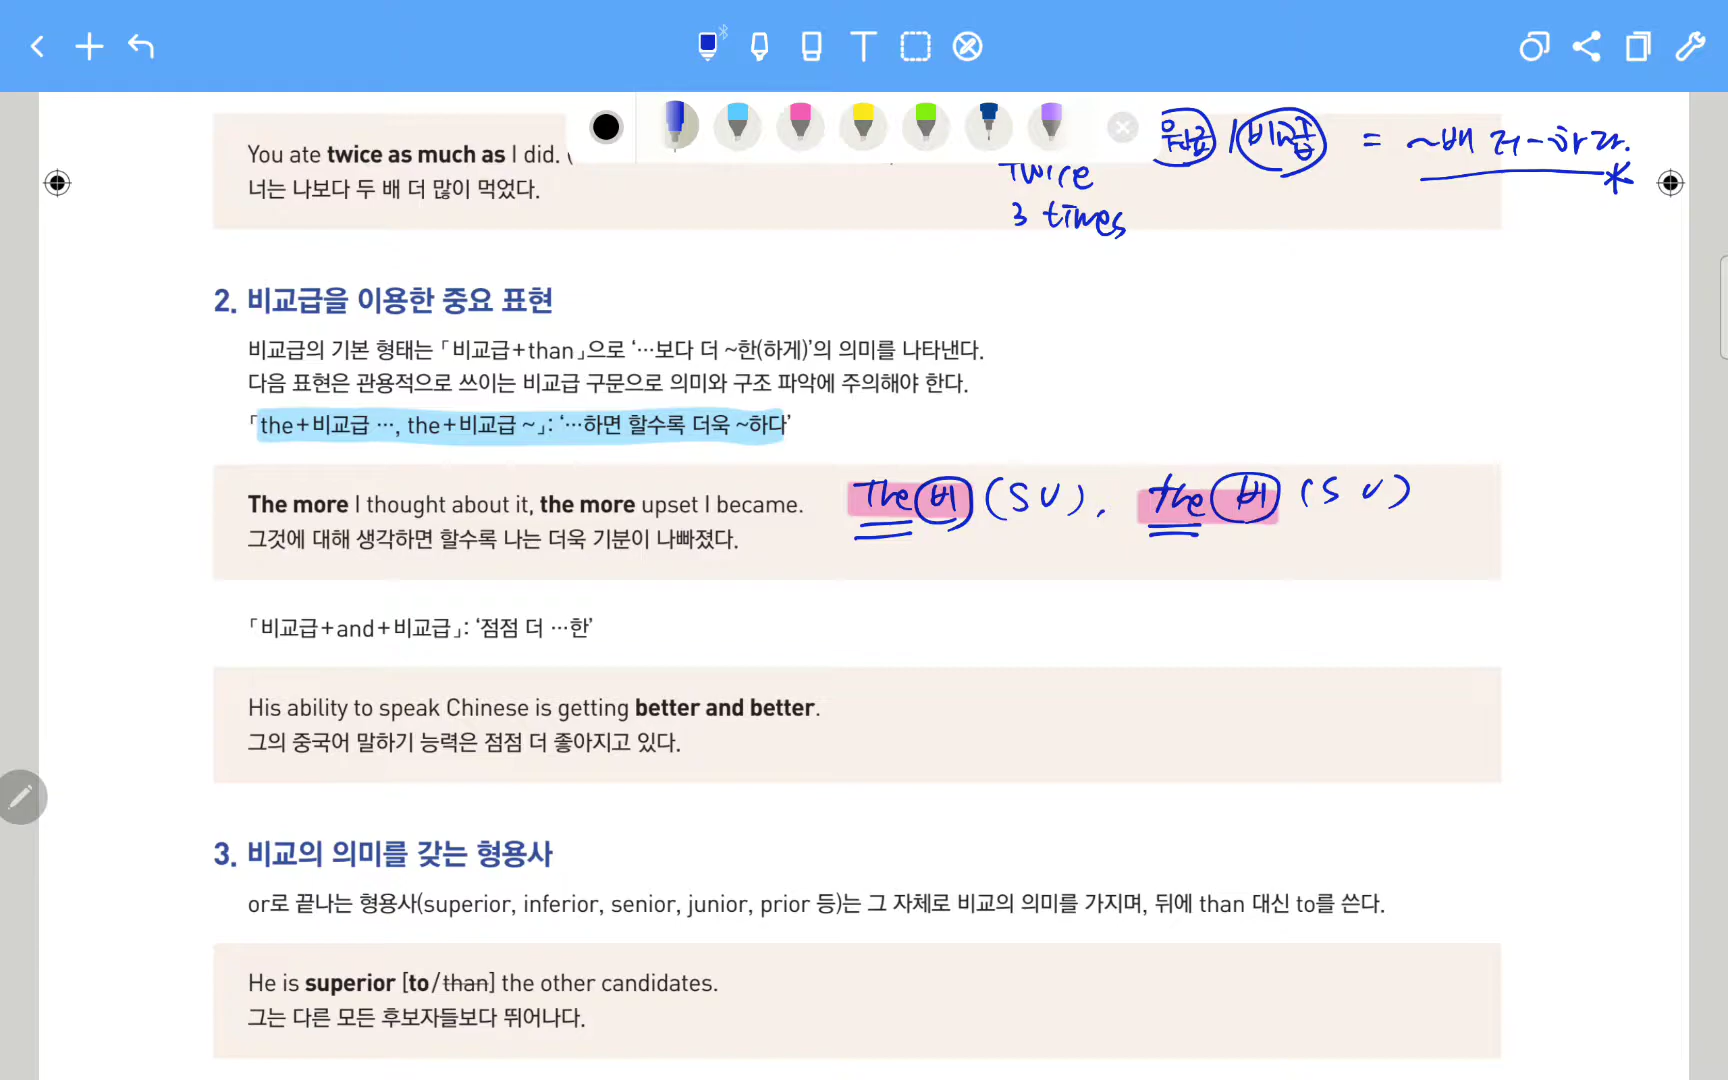 You ate twice as much as I did. (
너는 나보다 두 배 더 많이 먹었다.
원급 / 비교급 = ~배 더 ~하다.
twice
3 times
2. 비교급을 이용한 중요 표현
비교급의 기본 형태는 「비교급+than」으로 ‘…보다 더 ~한(하게)’의 의미를 나타낸다.
다음 표현은 관용적으로 쓰이는 비교급 구문으로 의미와 구조 파악에 주의해야 한다.
「the+비교급 …, the+비교급 ~」: ‘…하면 할수록 더욱 ~하다’
The more I thought about it, the more upset I became.
The 비 (S V), the 비 (S V)
그것에 대해 생각하면 할수록 나는 더욱 기분이 나빠졌다.
「비교급+and+비교급」: ‘점점 더 …한’
His ability to speak Chinese is getting better and better.
그의 중국어 말하기 능력은 점점 더 좋아지고 있다.
3. 비교의 의미를 갖는 형용사
or로 끝나는 형용사(superior, inferior, senior, junior, prior 등)는 그 자체로 비교의 의미를 가지며, 뒤에 than 대신 to를 쓴다.
He is superior [to/than] the other candidates.
그는 다른 모든 후보자들보다 뛰어나다.